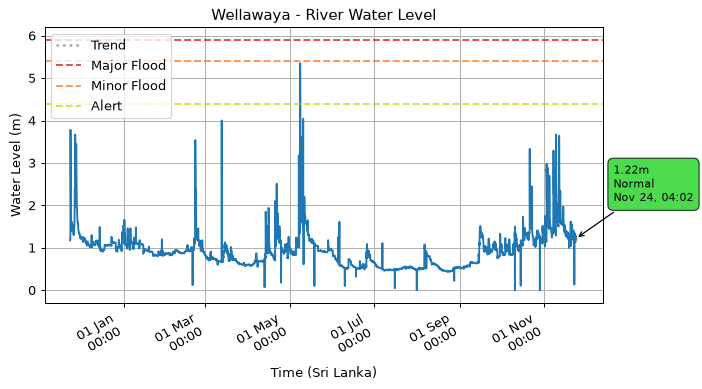 Wellawaya - River Water Level
Trend
Major Flood
Minor Flood
Alert
Water Level (m)
6
5
4
3
2
1
0
1.22m
Normal
Nov 24, 04:02
01 Jan
00:00
01 Mar
00:00
01 May
00:00
01 Jul
00:00
01 Sep
00:00
01 Nov
00:00
Time (Sri Lanka)